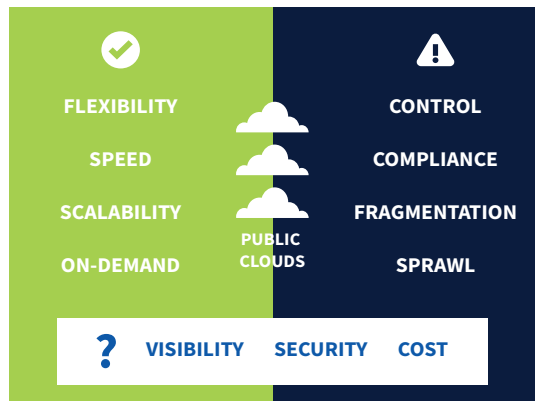 FLEXIBILITY
SPEED
SCALABILITY
ON-DEMAND
PUBLIC
CLOUDS
CONTROL
COMPLIANCE
FRAGMENTATION
SPRAWL
? VISIBILITY SECURITY COST